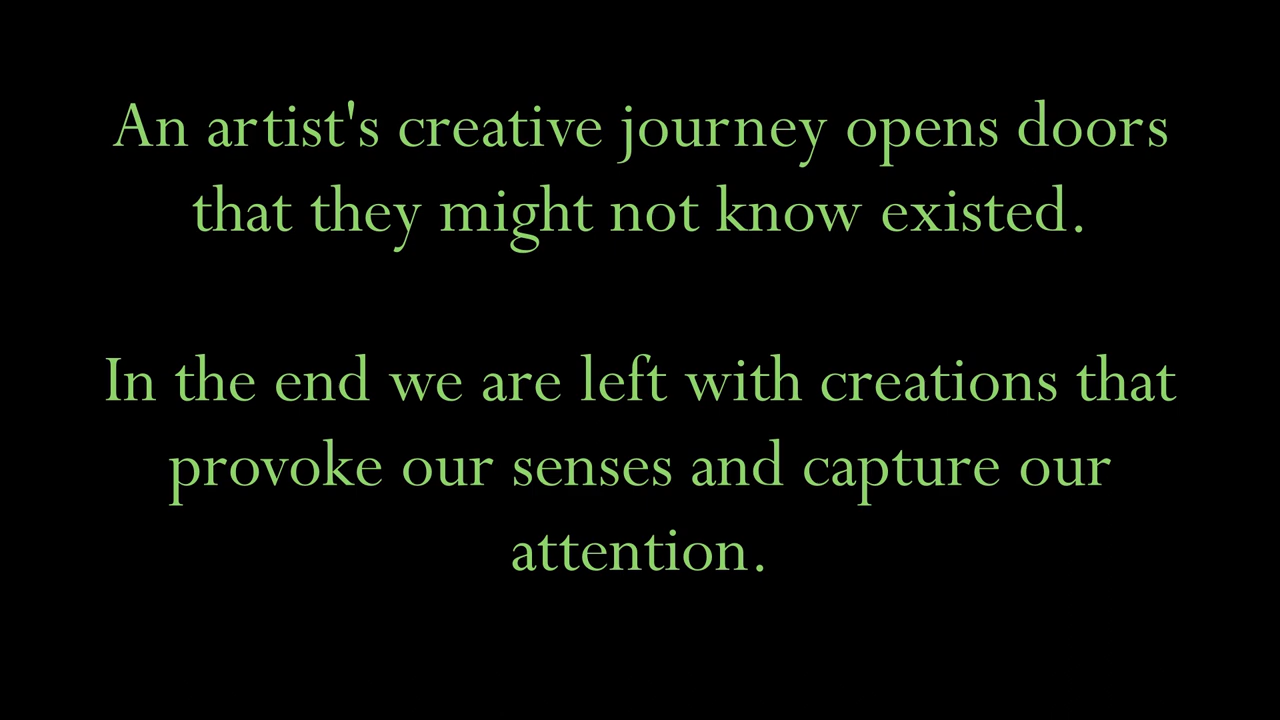 An artist's creative journey opens doors
that they might not know existed.
In the end we are left with creations that
provoke our senses and capture our
attention.